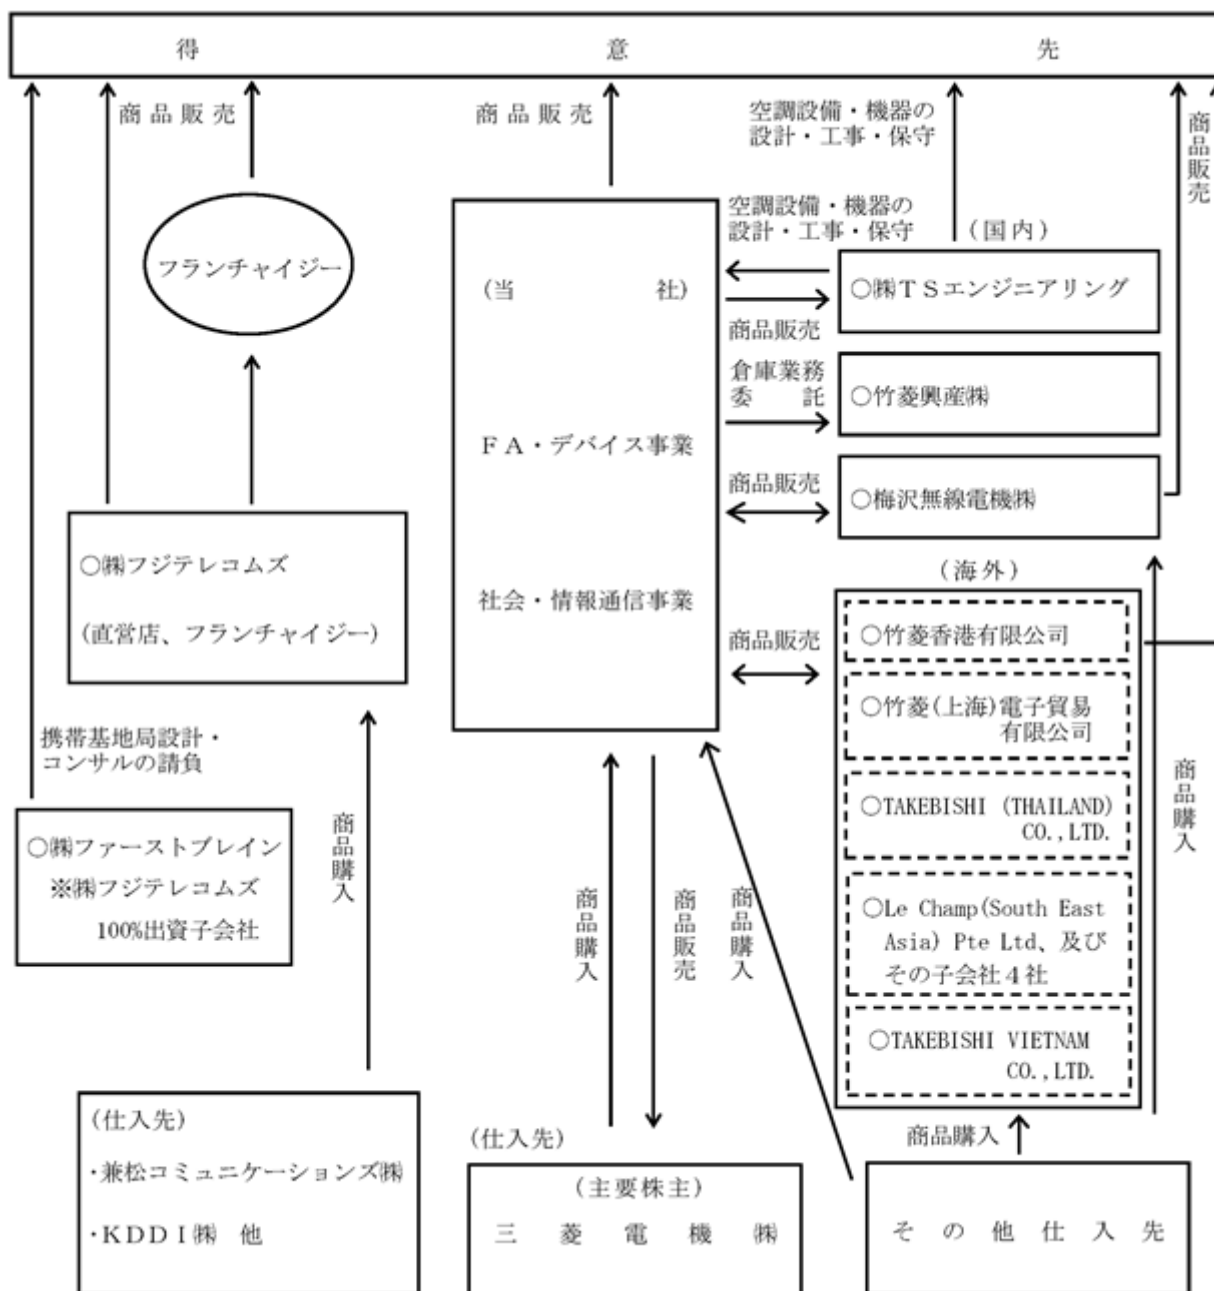 得意先
商品販売
商品販売
空調設備・機器の
設計・工事・保守
商品販売
フランチャイジー
(当社)
FA・デバイス事業
社会・情報通信事業
空調設備・機器の
設計・工事・保守
(国内)
○㈱TSエンジニアリング
商品販売
倉庫業務
委託
○竹菱興産㈱
商品販売
○梅沢無線電機㈱
(海外)
商品販売
○竹菱香港有限公司
○竹菱(上海)電子貿易
有限公司
○TAKEBISHI (THAILAND)
CO.,LTD.
○Le Champ(South East
Asia) Pte Ltd、及び
その子会社4社
○TAKEBISHI VIETNAM
CO.,LTD.
商品購入
○㈱フジテレコムズ
(直営店、フランチャイジー)
携帯基地局設計・
コンサルの請負
○㈱ファーストブレイン
※㈱フジテレコムズ
100%出資子会社
商品購入
商品購入
商品販売
商品購入
商品購入
(仕入先)
・兼松コミュニケーションズ㈱
・KDDI㈱ 他
(仕入先)
(主要株主)
三菱電機㈱
その他仕入先